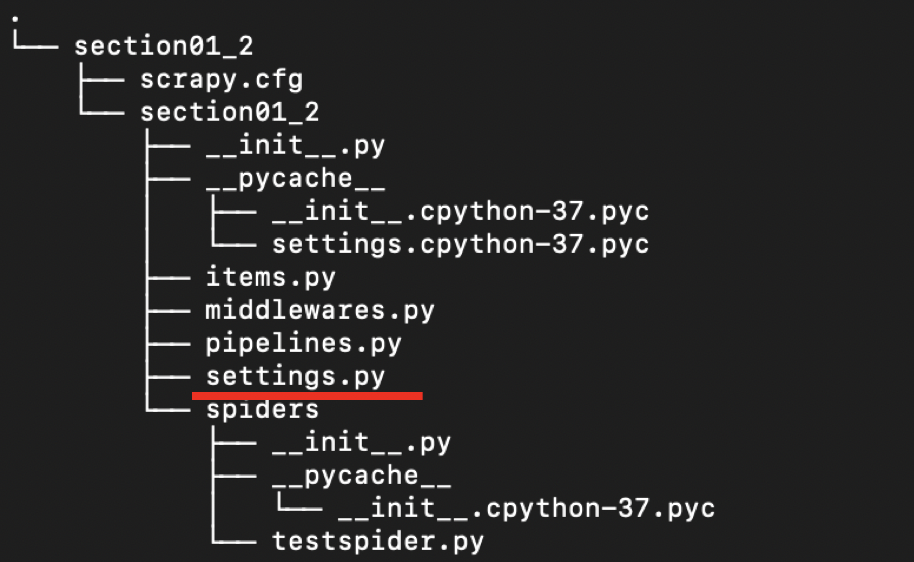 .
└── section01_2
    ├── scrapy.cfg
    └── section01_2
        ├── __init__.py
        ├── __pycache__
        │   ├── __init__.cpython-37.pyc
        │   └── settings.cpython-37.pyc
        ├── items.py
        ├── middlewares.py
        ├── pipelines.py
        ├── settings.py
        └── spiders
            ├── __init__.py
            ├── __pycache__
            │   └── __init__.cpython-37.pyc
            └── testspider.py